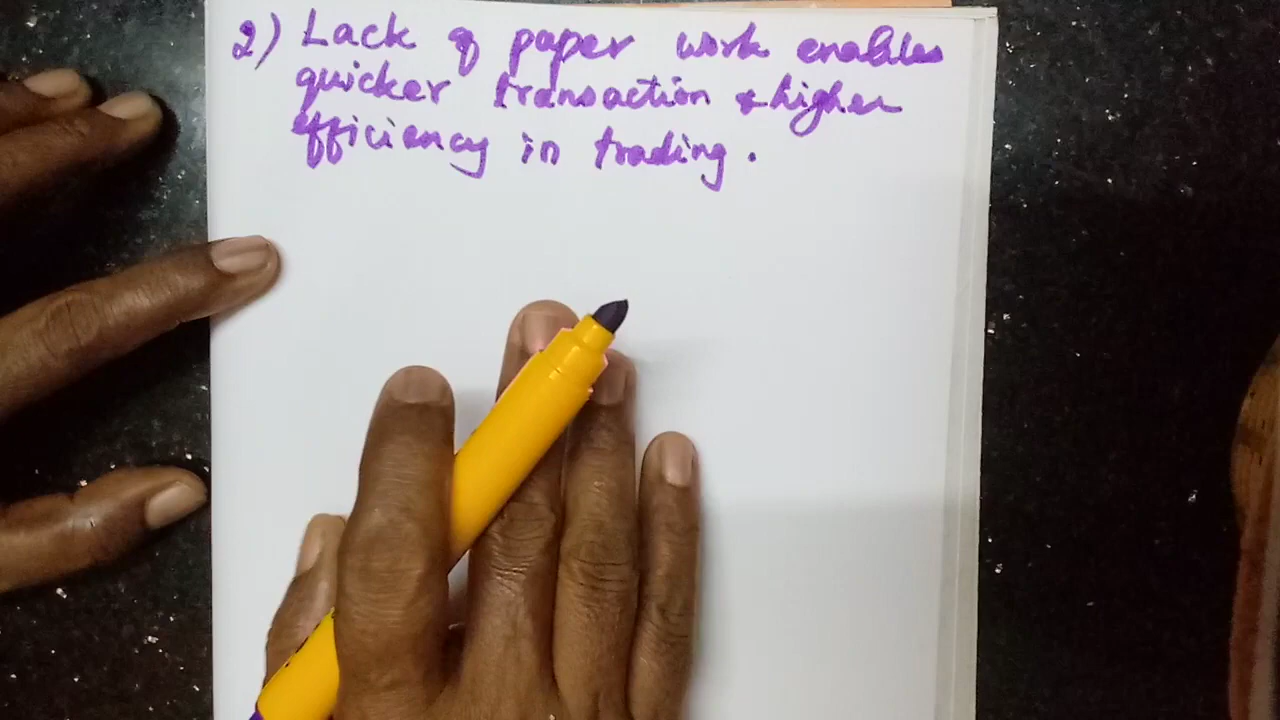 2) Lack of paper work enables
quicker transaction & higher
efficiency in trading.